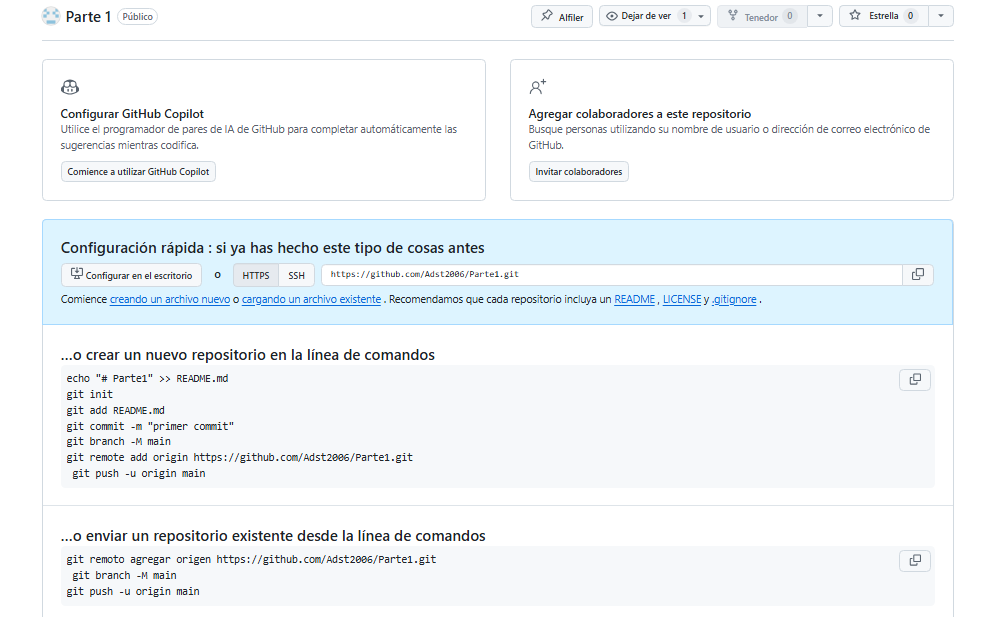 Parte 1 Público
Alfiler Dejar de ver 1 Tenedor 0 Estrella 0
Configurar GitHub Copilot
Utilice el programador de pares de IA de GitHub para completar automáticamente las
sugerencias mientras codifica.
Comience a utilizar GitHub Copilot
Agregar colaboradores a este repositorio
Busque personas utilizando su nombre de usuario o dirección de correo electrónico de
GitHub.
Invitar colaboradores
Configuración rápida : si ya has hecho este tipo de cosas antes
Configurar en el escritorio o HTTPS SSH https://github.com/Adst2006/Parte1.git
Comience creando un archivo nuevo o cargando un archivo existente . Recomendamos que cada repositorio incluya un README , LICENSE y .gitignore .
...o crear un nuevo repositorio en la línea de comandos
echo "# Parte1" >> README.md
git init
git add README.md
git commit -m "primer commit"
git branch -M main
git remote add origin https://github.com/Adst2006/Parte1.git
git push -u origin main
...o enviar un repositorio existente desde la línea de comandos
git remoto agregar origen https://github.com/Adst2006/Parte1.git
git branch -M main
git push -u origin main